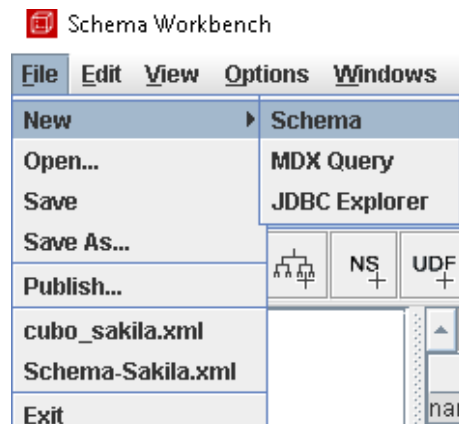 Schema Workbench
File Edit View Options Windows
New Schema
Open... MDX Query
Save JDBC Explorer
Save As...
NS UDF
Publish...
cubo_sakila.xml
Schema-Sakila.xml
Exit